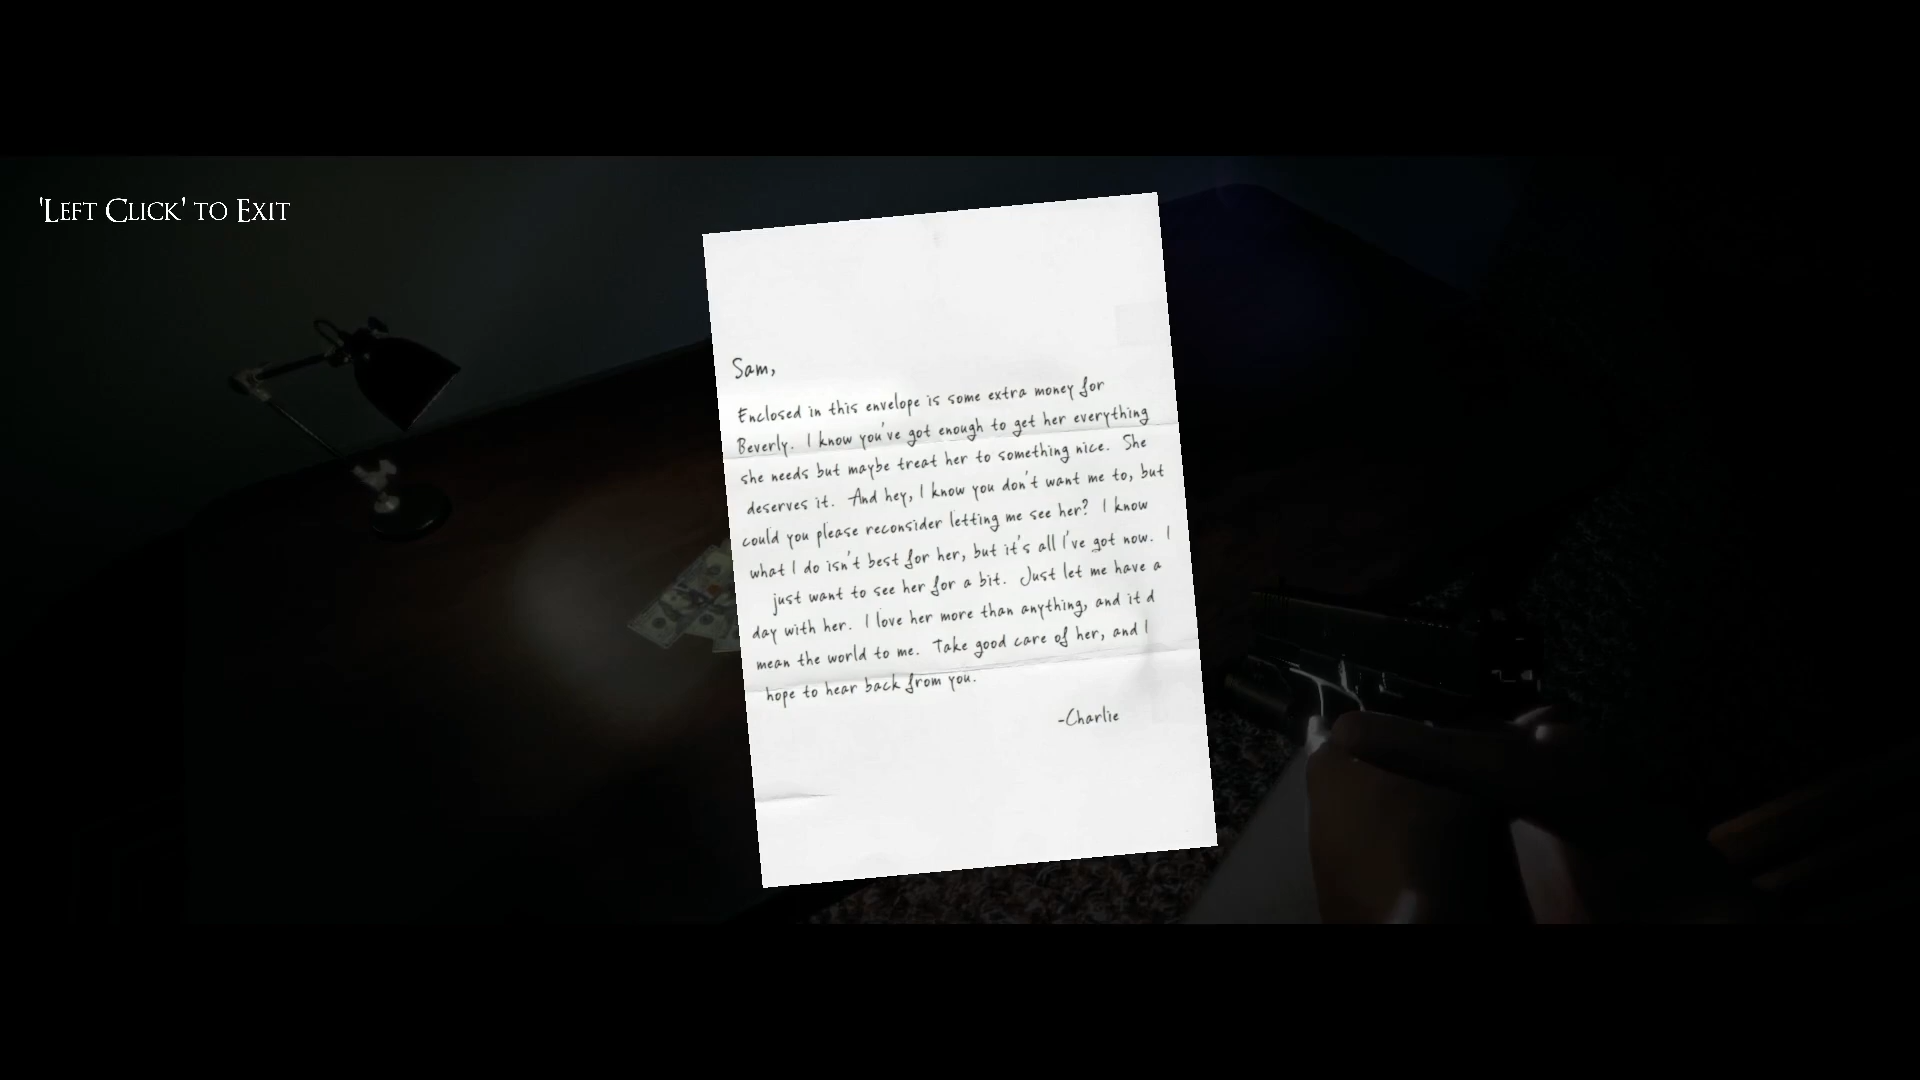 'Left Click' to Exit
Sam,
Enclosed in this envelope is some extra money for
Beverly. I know you've got enough to get her everything
she needs but maybe treat her to something nice. She
deserves it. And hey, I know you don't want me to, but
could you please reconsider letting me see her? I know
what I do isn't best for her, but it's all I've got now. I
just want to see her for a bit. Just let me have a
day with her. I love her more than anything, and it d
mean the world to me. Take good care of her, and I
hope to hear back from you.
-Charlie